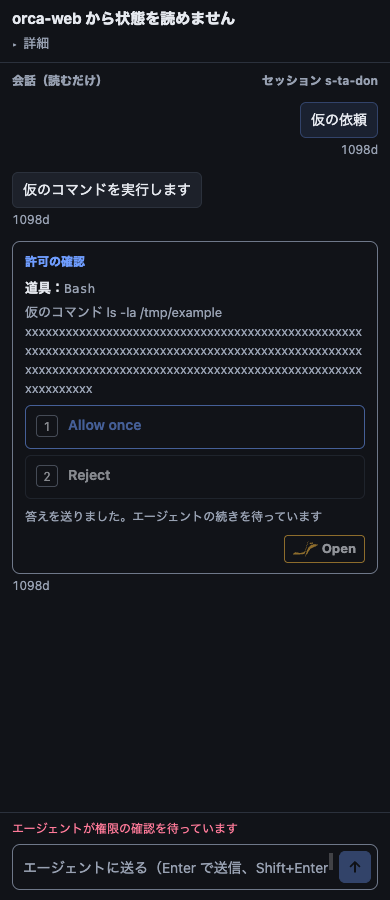 orca-web から状態を読めません
▸ 詳細
会話（読むだけ）
セッション s-ta-don
仮の依頼
1098d
仮のコマンドを実行します
1098d
許可の確認
道具：Bash
仮のコマンド ls -la /tmp/example
xxxxxxxxxxxxxxxxxxxxxxxxxxxxxxxxxxxxxxxxxxxxxxxxxx
xxxxxxxxxxxxxxxxxxxxxxxxxxxxxxxxxxxxxxxxxxxxxxxxxx
xxxxxxxxxxxxxxxxxxxxxxxxxxxxxxxxxxxxxxxxxxxxxxxxxx
xxxxxxxxxx
1 Allow once
2 Reject
答えを送りました。エージェントの続きを待っています
Open
1098d
エージェントが権限の確認を待っています
エージェントに送る（Enter で送信、Shift+Enter
↑